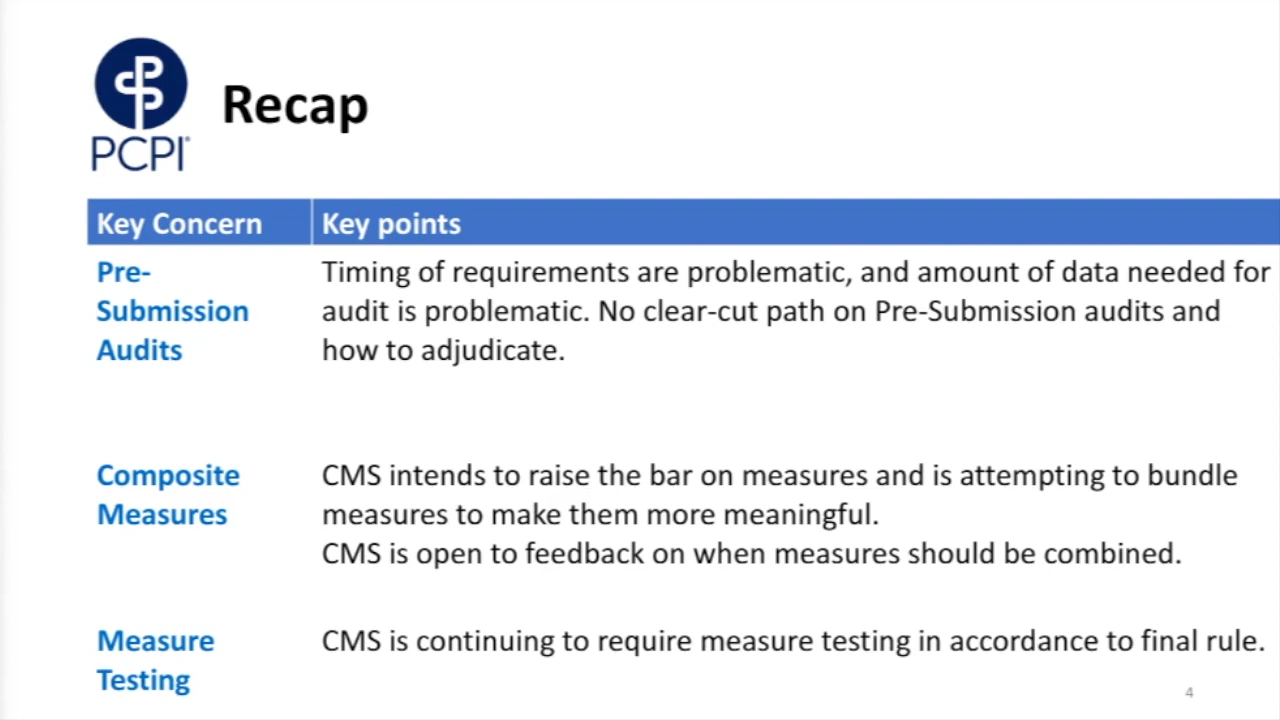 PCPI®
Recap
Key Concern Key points
Pre-
Submission
Audits
Timing of requirements are problematic, and amount of data needed for
audit is problematic. No clear-cut path on Pre-Submission audits and
how to adjudicate.
Composite
Measures
CMS intends to raise the bar on measures and is attempting to bundle
measures to make them more meaningful.
CMS is open to feedback on when measures should be combined.
Measure
Testing
CMS is continuing to require measure testing in accordance to final rule.
4